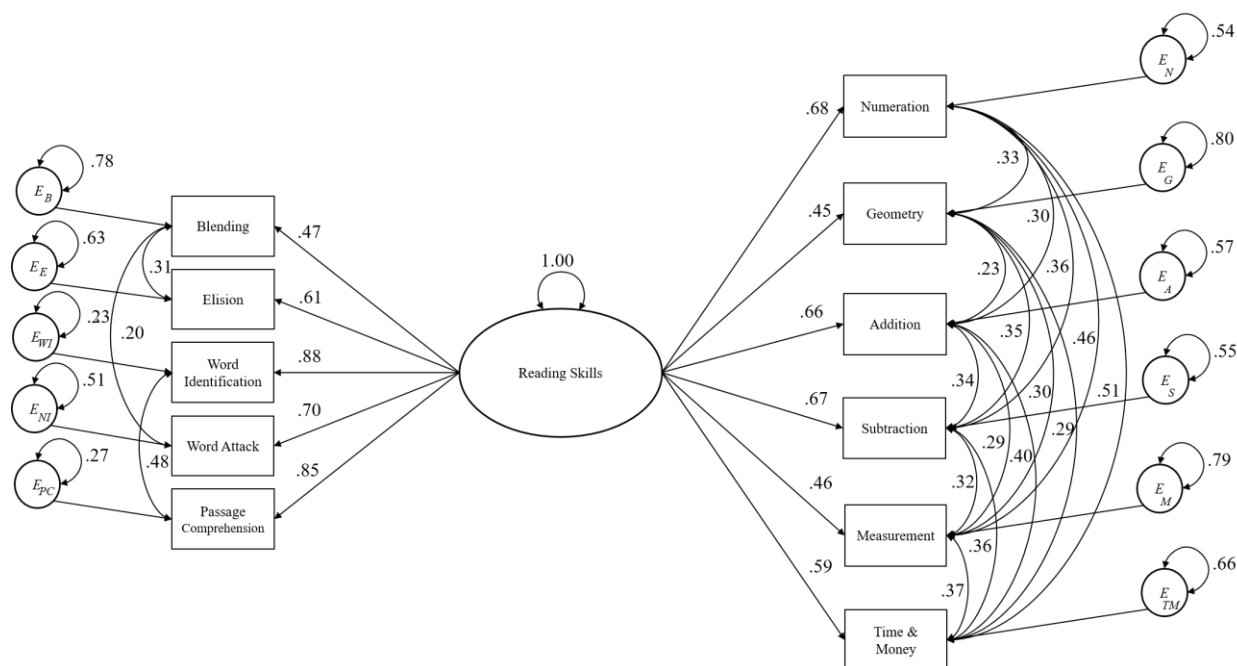 .78
E_B
Blending
.47
.63
E_E
.31
Elision
.61
.23
.20
E_WI
Word
Identification
.88
.51
E_NI
Word Attack
.70
.27
.48
E_PC
Passage
Comprehension
.85
1.00
Reading Skills
.68
Numeration
.54
E_N
.33
.45
Geometry
.80
E_G
.30
.23
.36
.66
Addition
.57
E_A
.35
.46
.34
.67
Subtraction
.55
E_S
.30
.51
.29
.40
.29
.32
.46
Measurement
.79
E_M
.36
.37
.59
Time &
Money
.66
E_TM